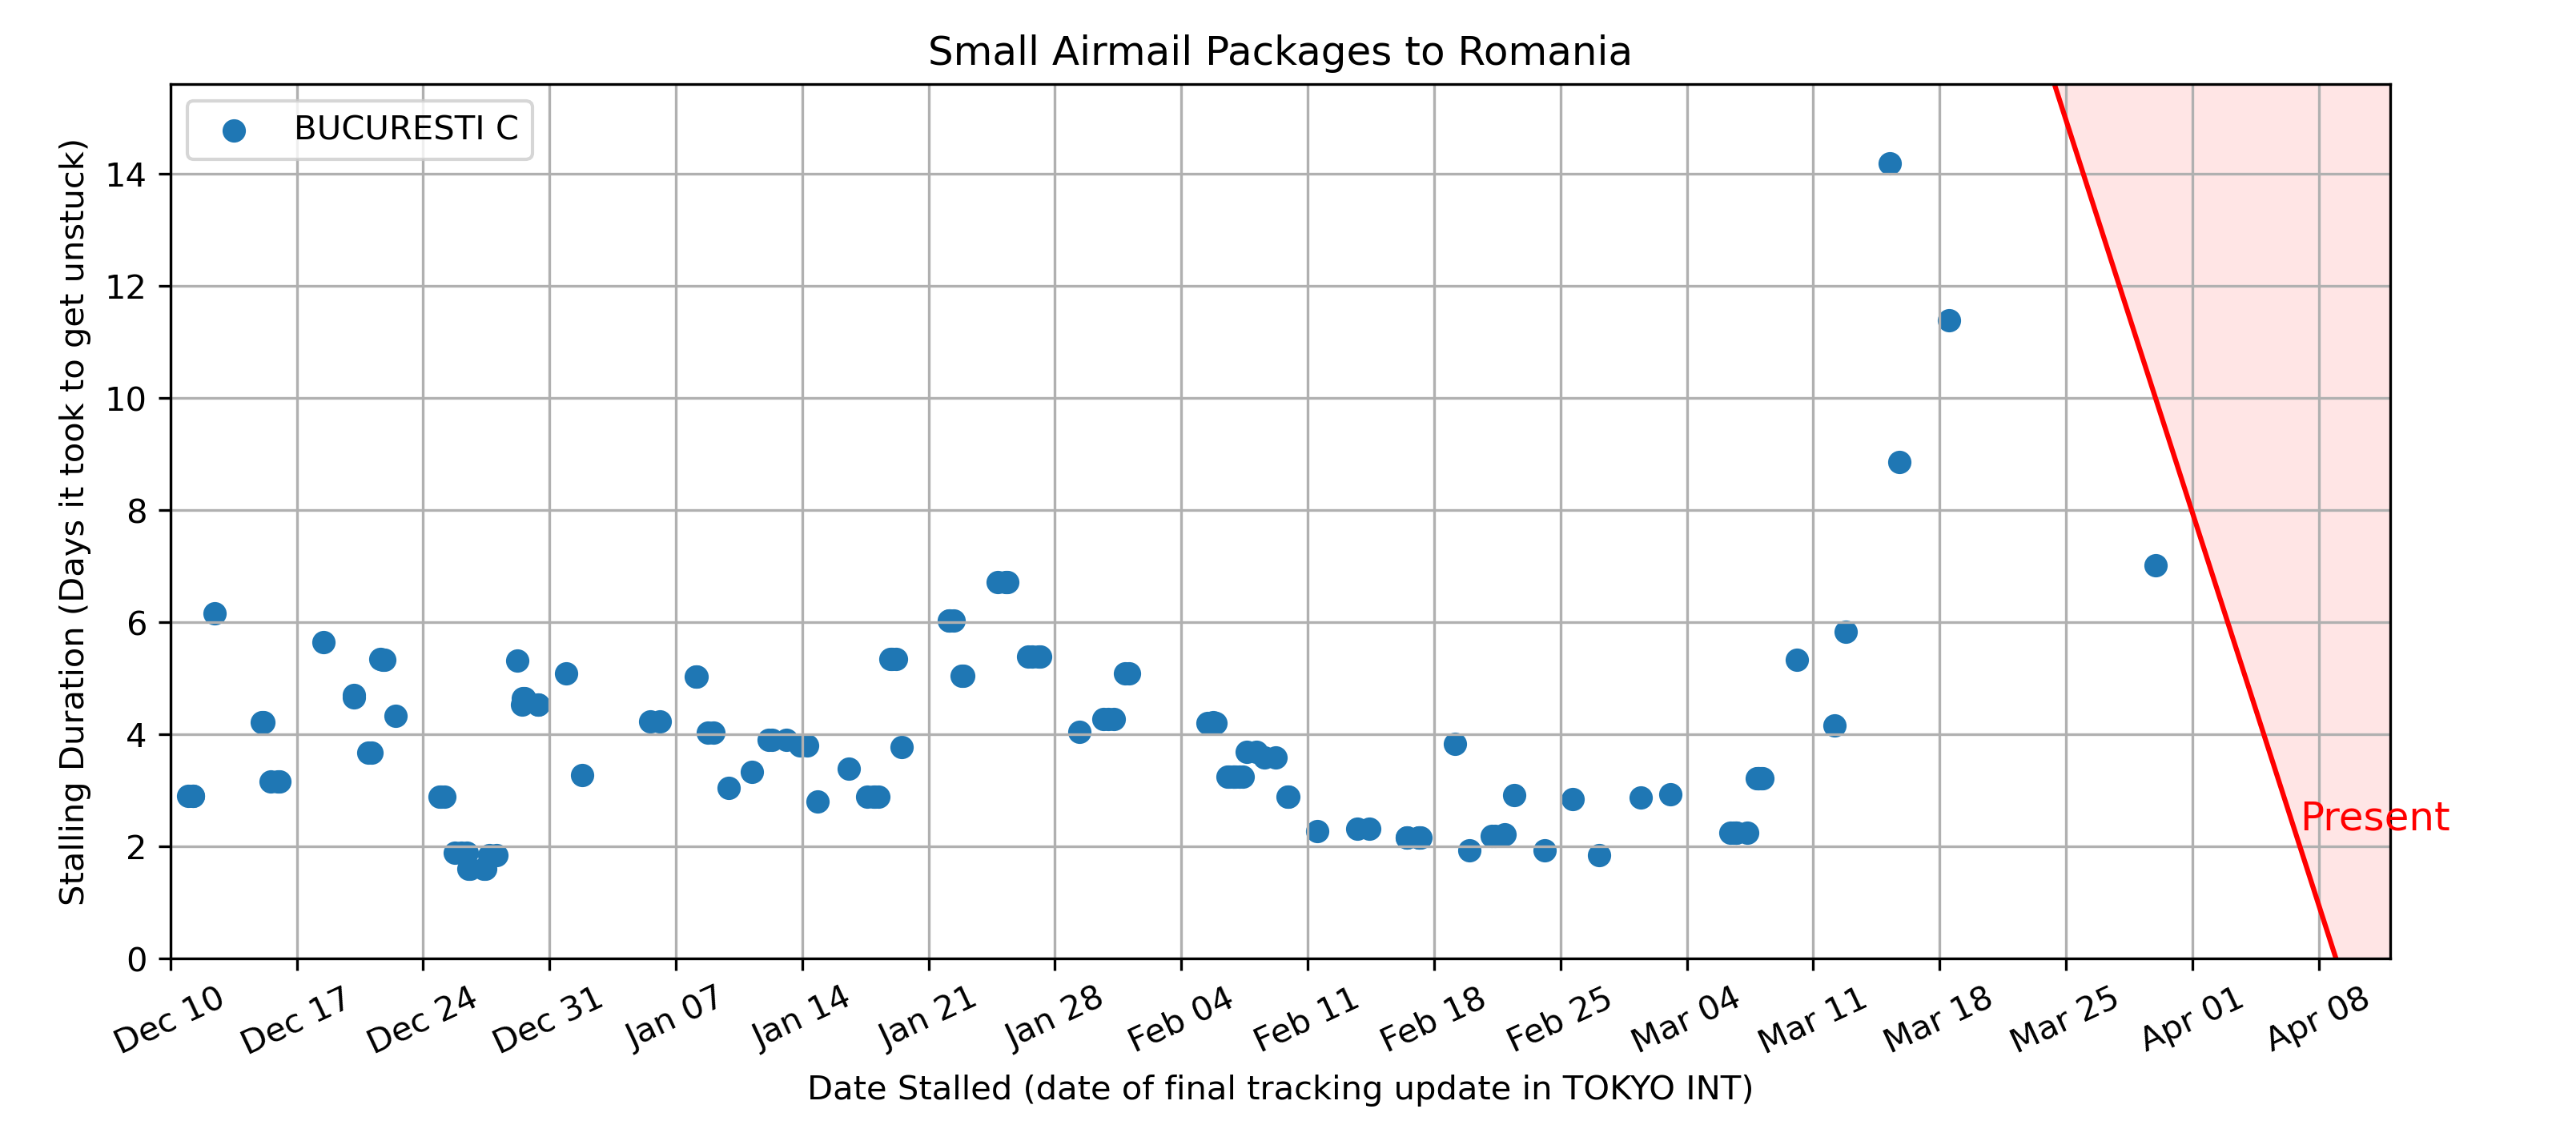 Small Airmail Packages to Romania
BUCURESTI C
Stalling Duration (Days it took to get unstuck)
14
12
10
8
6
4
2
0
Present
Dec 10
Dec 17
Dec 24
Dec 31
Jan 07
Jan 14
Jan 21
Jan 28
Feb 04
Feb 11
Feb 18
Feb 25
Mar 04
Mar 11
Mar 18
Mar 25
Apr 01
Apr 08
Date Stalled (date of final tracking update in TOKYO INT)